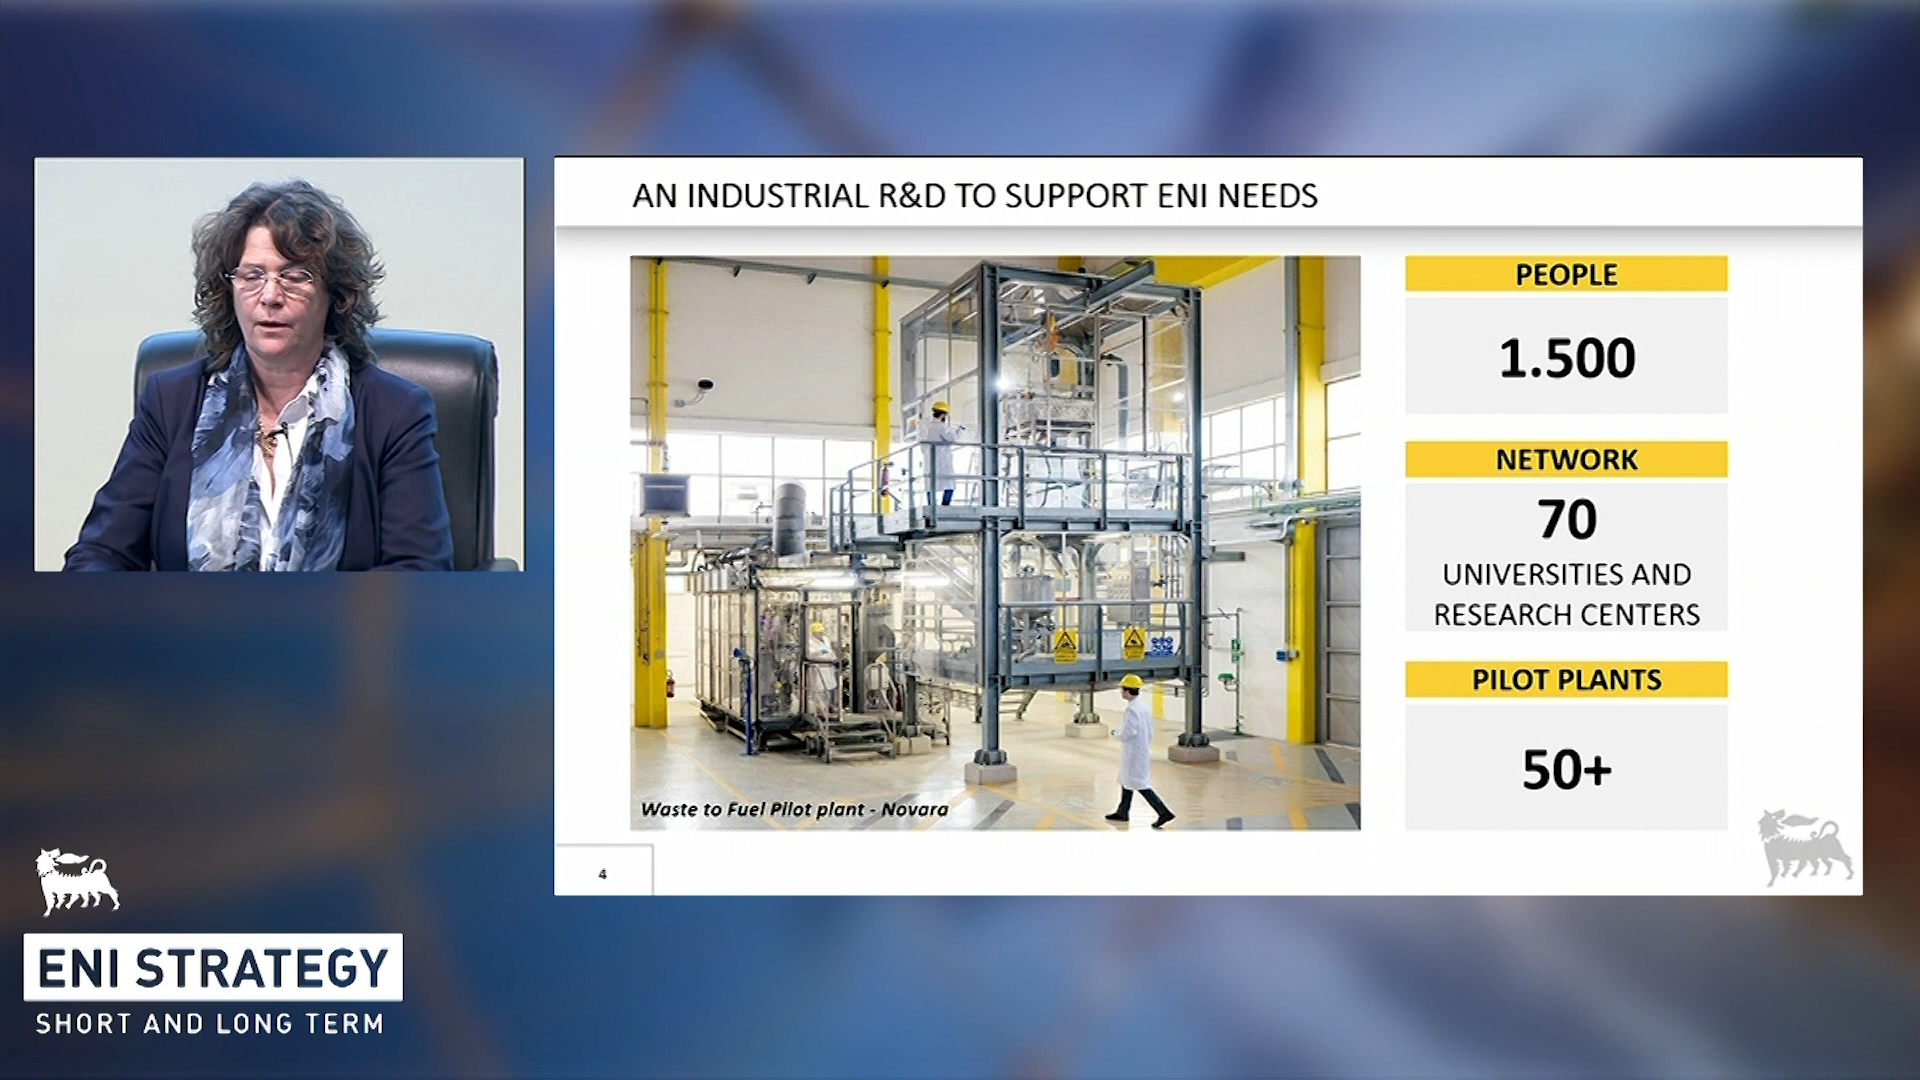 AN INDUSTRIAL R&D TO SUPPORT ENI NEEDS
PEOPLE
1.500
NETWORK
70
UNIVERSITIES AND
RESEARCH CENTERS
PILOT PLANTS
50+
Waste to Fuel Pilot plant - Novara
4
ENI STRATEGY
SHORT AND LONG TERM